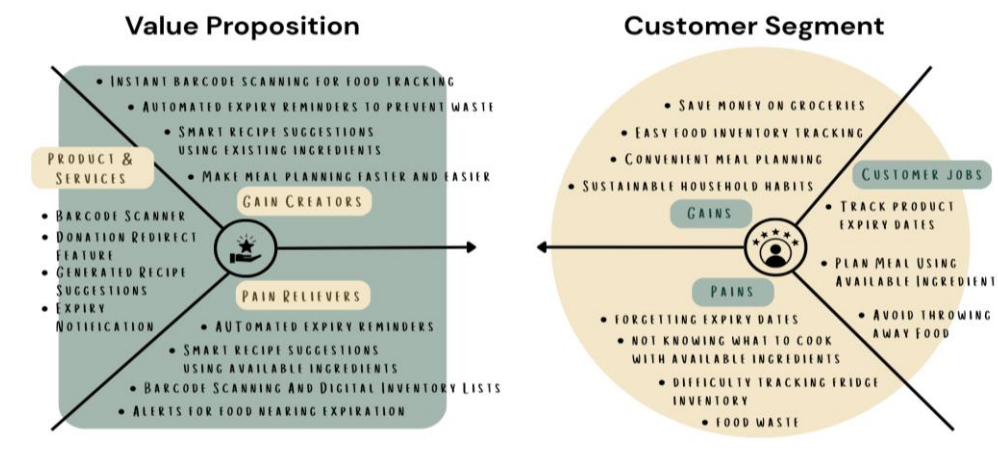 Value Proposition
• INSTANT BARCODE SCANNING FOR FOOD TRACKING
• AUTOMATED EXPIRY REMINDERS TO PREVENT WASTE
• SMART RECIPE SUGGESTIONS
USING EXISTING INGREDIENTS
• MAKE MEAL PLANNING FASTER AND EASIER
GAIN CREATORS
PRODUCT &
SERVICES
• BARCODE SCANNER
• DONATION REDIRECT
FEATURE
• GENERATED RECIPE
SUGGESTIONS
• EXPIRY
NOTIFICATION
PAIN RELIEVERS
• AUTOMATED EXPIRY REMINDERS
• SMART RECIPE SUGGESTIONS
USING AVAILABLE INGREDIENTS
• BARCODE SCANNING AND DIGITAL INVENTORY LISTS
• ALERTS FOR FOOD NEARING EXPIRATION
Customer Segment
• SAVE MONEY ON GROCERIES
• EASY FOOD INVENTORY TRACKING
• CONVENIENT MEAL PLANNING
• SUSTAINABLE HOUSEHOLD HABITS
GAINS
CUSTOMER JOBS
• TRACK PRODUCT
EXPIRY DATES
• PLAN MEAL USING
AVAILABLE INGREDIENT
• AVOID THROWING
AWAY FOOD
PAINS
• FORGETTING EXPIRY DATES
• NOT KNOWING WHAT TO COOK
WITH AVAILABLE INGREDIENTS
• DIFFICULTY TRACKING FRIDGE
INVENTORY
• FOOD WASTE